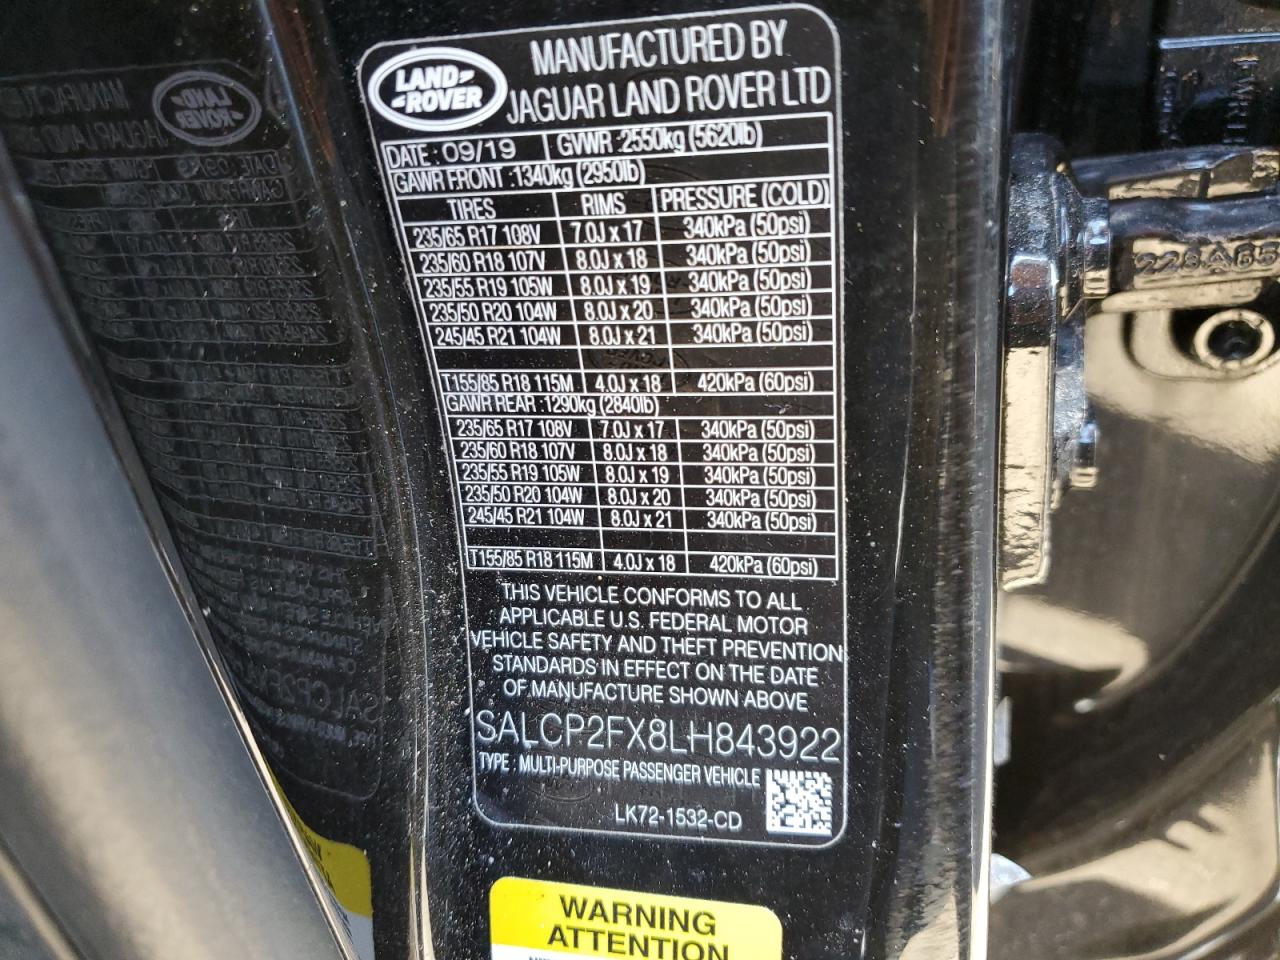 LAND ROVER
MANUFACTURED BY
JAGUAR LAND ROVER LTD
DATE : 09/19 GVWR : 2550kg (5620lb)
GAWR FRONT : 1340kg (2950lb)
TIRES RIMS PRESSURE (COLD)
235/65 R17 108V 7.0J x 17 340kPa (50psi)
235/60 R18 107V 8.0J x 18 340kPa (50psi)
235/55 R19 105W 8.0J x 19 340kPa (50psi)
235/50 R20 104W 8.0J x 20 340kPa (50psi)
245/45 R21 104W 8.0J x 21 340kPa (50psi)
T155/85 R18 115M 4.0J x 18 420kPa (60psi)
GAWR REAR : 1290kg (2840lb)
235/65 R17 108V 7.0J x 17 340kPa (50psi)
235/60 R18 107V 8.0J x 18 340kPa (50psi)
235/55 R19 105W 8.0J x 19 340kPa (50psi)
235/50 R20 104W 8.0J x 20 340kPa (50psi)
245/45 R21 104W 8.0J x 21 340kPa (50psi)
T155/85 R18 115M 4.0J x 18 420kPa (60psi)
THIS VEHICLE CONFORMS TO ALL
APPLICABLE U.S. FEDERAL MOTOR
VEHICLE SAFETY AND THEFT PREVENTION
STANDARDS IN EFFECT ON THE DATE
OF MANUFACTURE SHOWN ABOVE
SALCP2FX8LH843922
TYPE : MULTI-PURPOSE PASSENGER VEHICLE
LK72-1532-CD
WARNING
ATTENTION